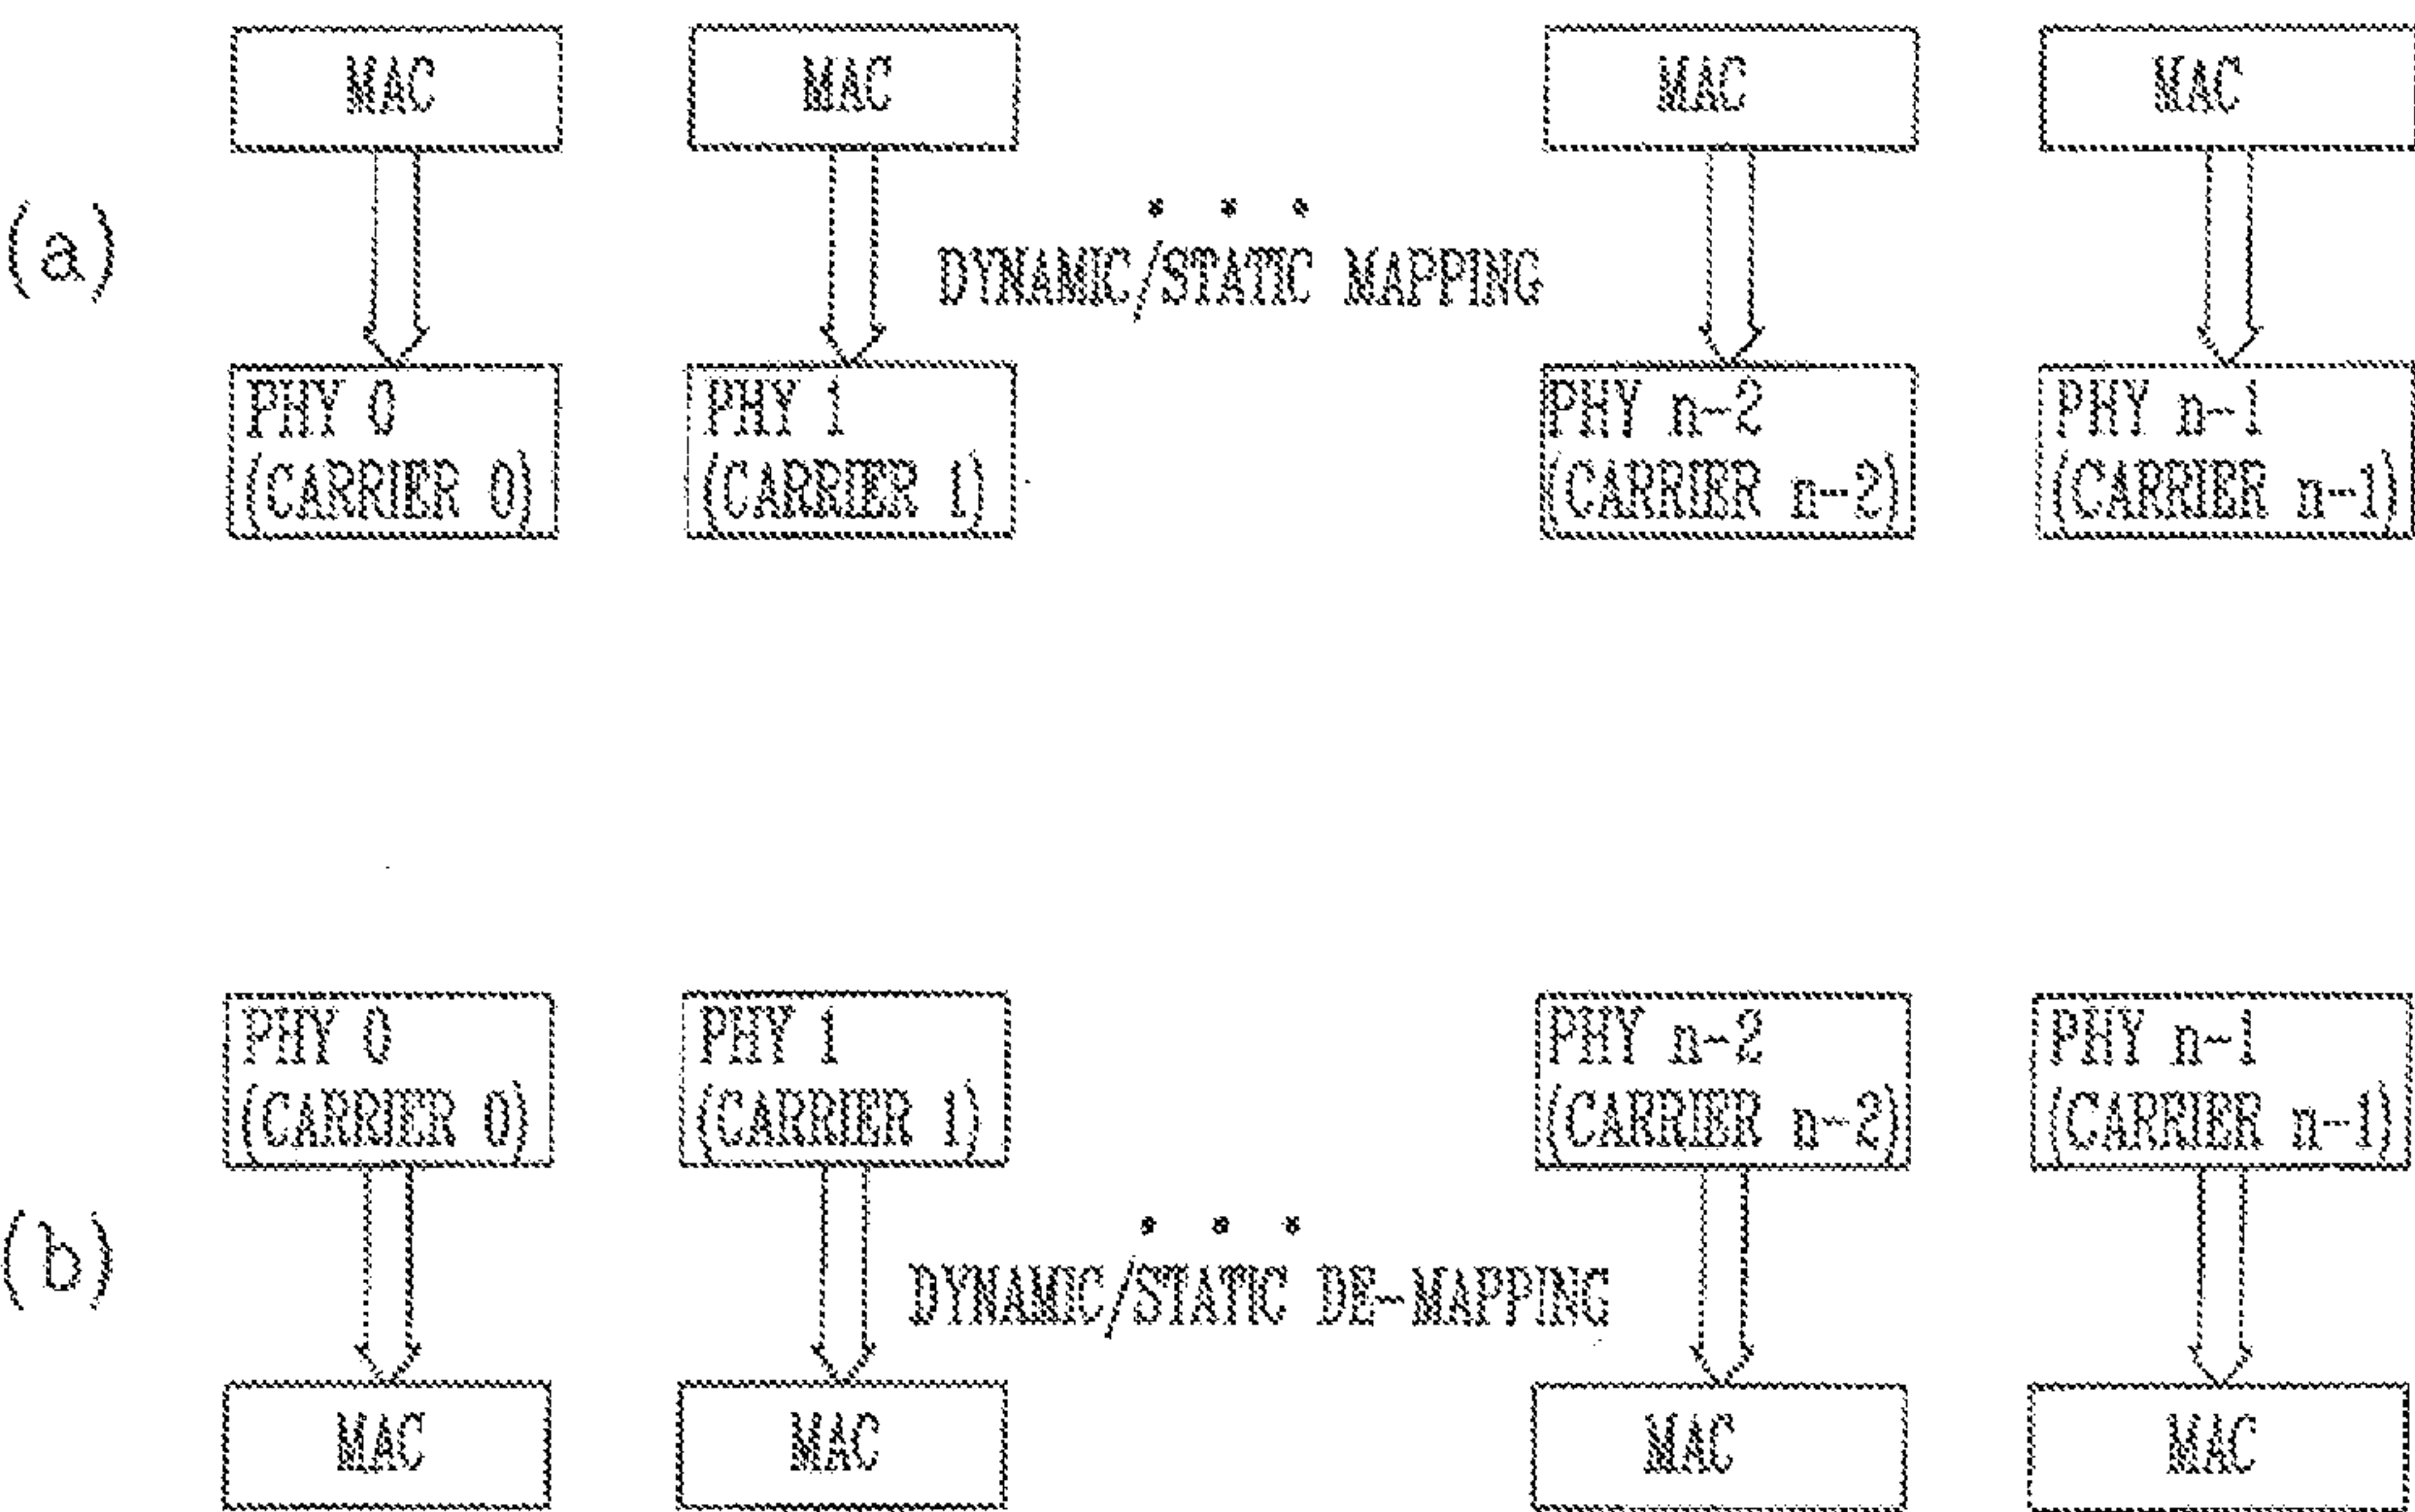 MAC MAC MAC MAC
(a)
• • •
DYNAMIC/STATIC MAPPING
PHY 0 PHY 1 PHY n-2 PHY n-1
(CARRIER 0) (CARRIER 1) (CARRIER n-2) (CARRIER n-1)
PHY 0 PHY 1 PHY n-2 PHY n-1
(CARRIER 0) (CARRIER 1) (CARRIER n-2) (CARRIER n-1)
(b)
• • •
DYNAMIC/STATIC DE-MAPPING
MAC MAC MAC MAC